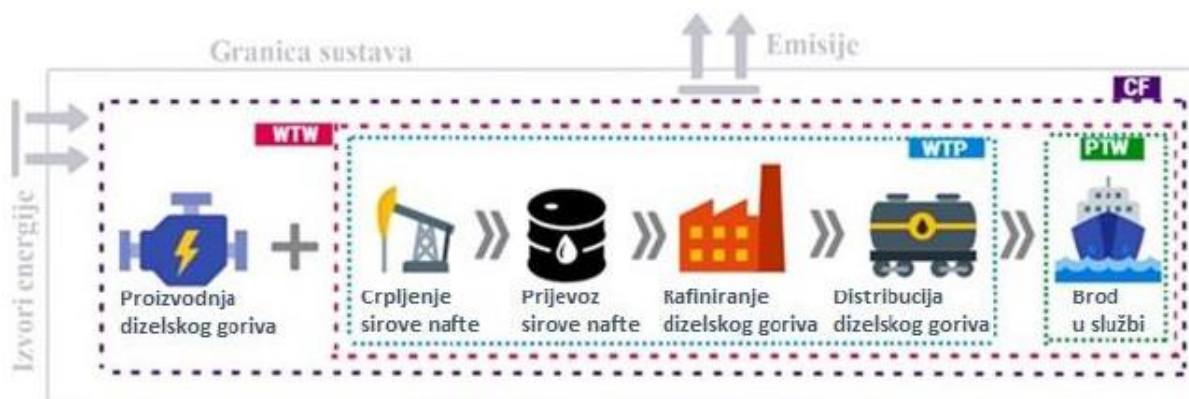 Granica sustava
Emisije
CF
WTW
WTP
PTW
Izvori energije
Proizvodnja
dizelskog goriva
Crpljenje
sirove nafte
Prijevoz
sirove nafte
Rafiniranje
dizelskog goriva
Distribucija
dizelskog goriva
Brod
u službi